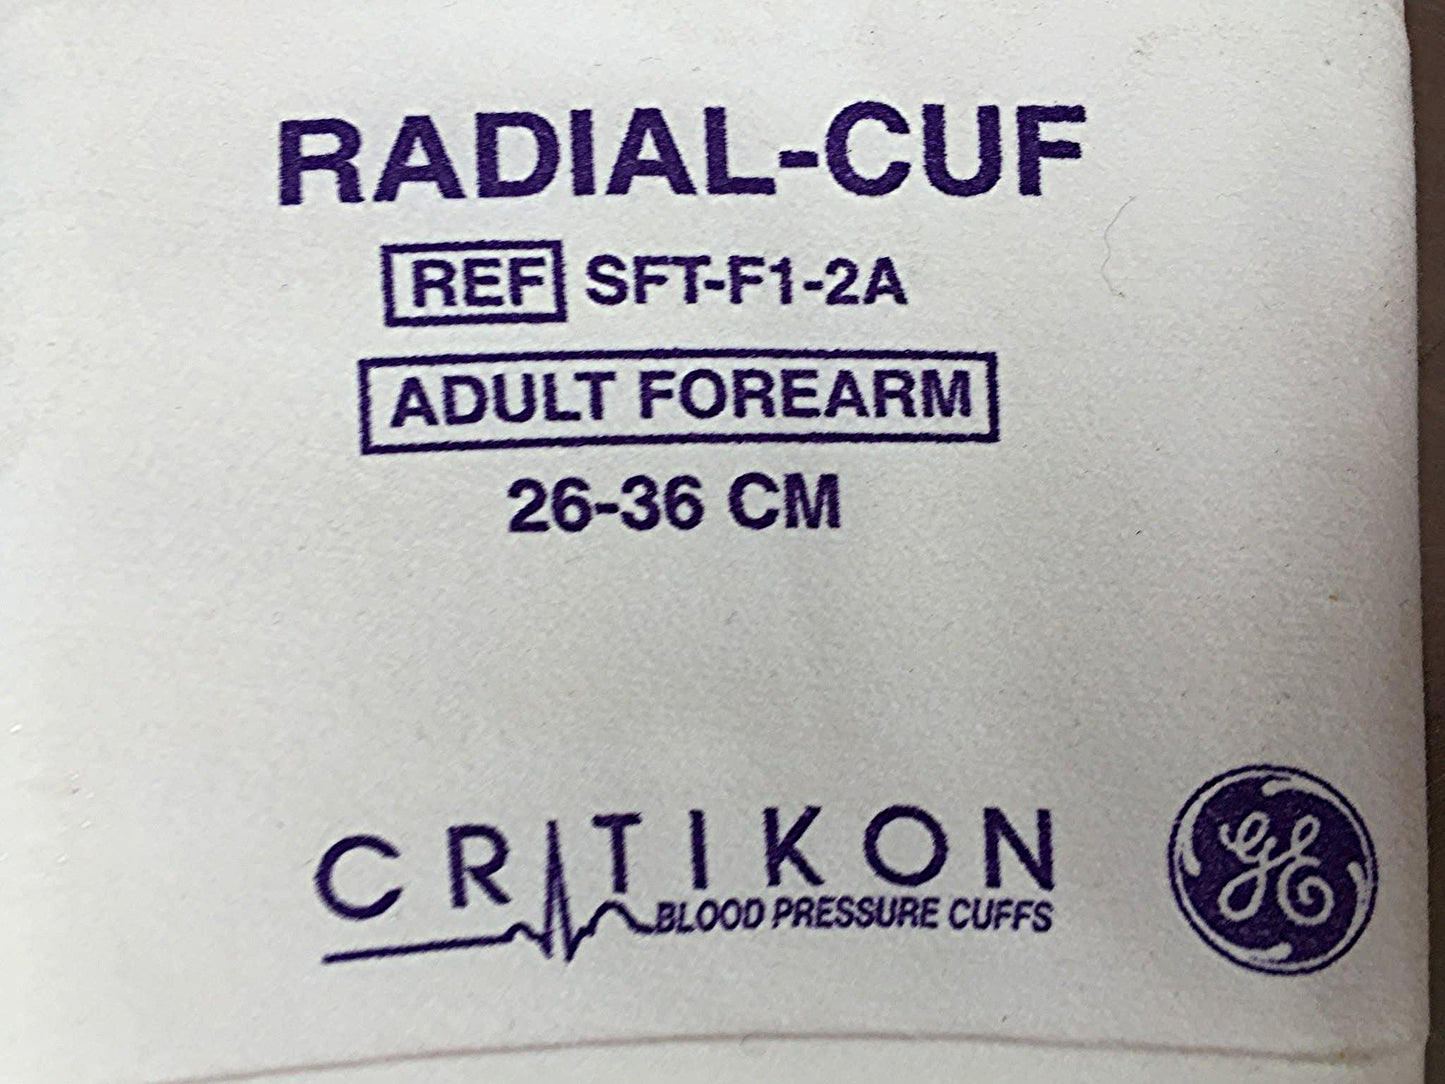 RADIAL-CUF
REF SFT-F1-2A
ADULT FOREARM
26-36 CM
CRITIKON
BLOOD PRESSURE CUFFS
GE